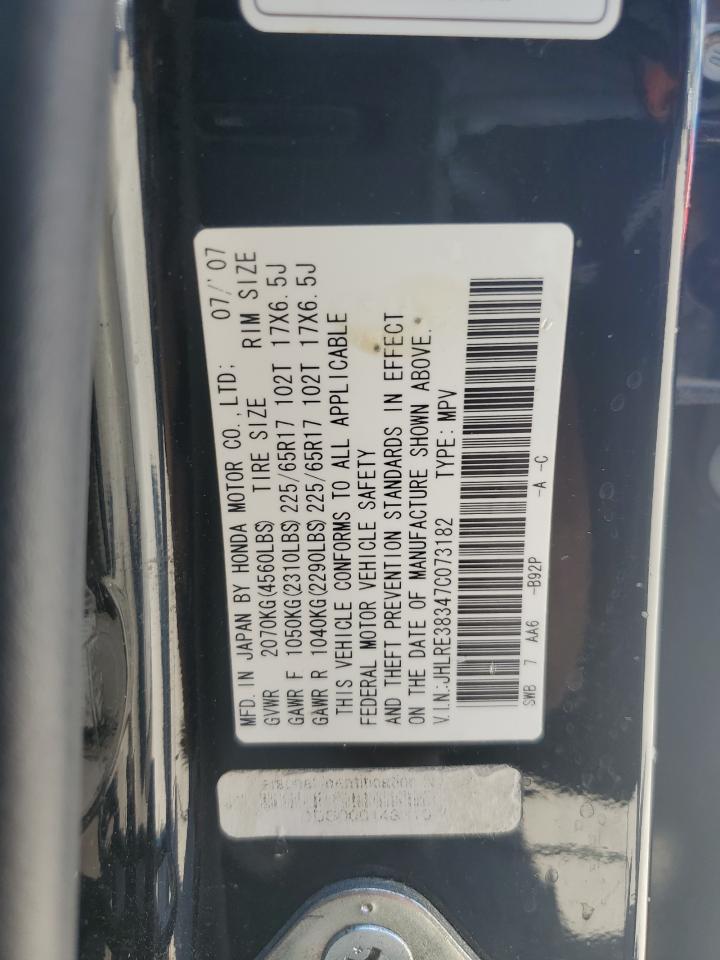 MFD. IN JAPAN BY HONDA MOTOR CO., LTD: 07/'07
GVWR 2070KG(4560LBS) TIRE SIZE RIM SIZE
GAWR F 1050KG(2310LBS)225/65R17 102T 17X6.5J
GAWR R 1040KG(2290LBS)225/65R17 102T 17X6.5J
THIS VEHICLE CONFORMS TO ALL APPLICABLE
FEDERAL MOTOR VEHICLE SAFETY
AND THEFT PREVENTION STANDARDS IN EFFECT
ON THE DATE OF MANUFACTURE SHOWN ABOVE.
V.I.N.:JHLRE38347C073182 TYPE: MPV
SWB 7 AA6 -B92P -A -C